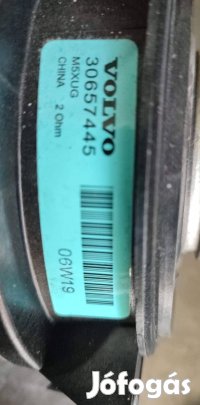 VOLVO
30657445
M5XUG
CHINA 2 Ohm
06W19
Jófogás